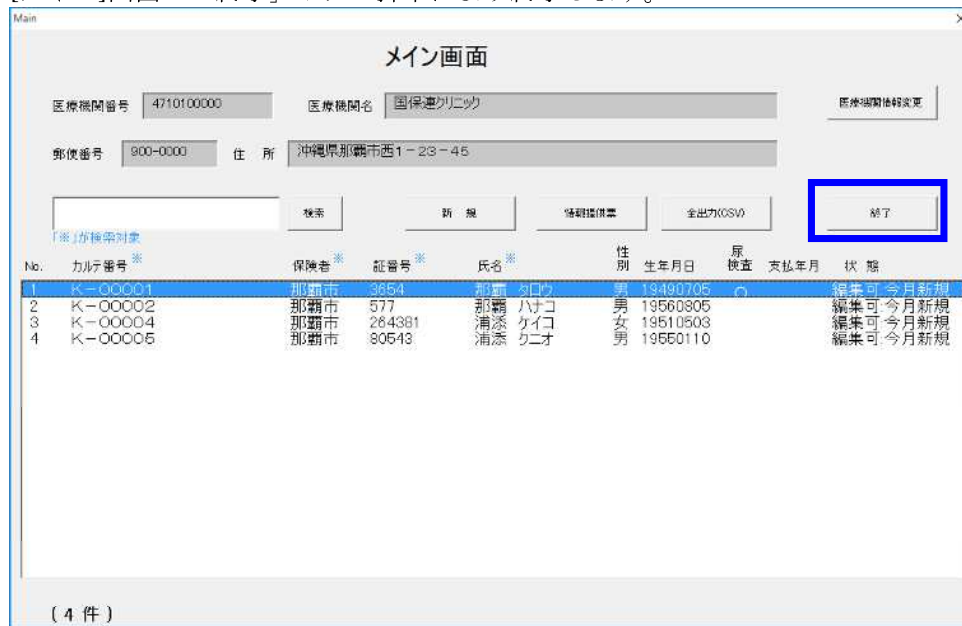 Main
メイン画面
医療機関番号 4710100000 医療機関名 国保連クリニック 医療機関情報変更
郵便番号 900-0000 住 所 沖縄県那覇市西1-23-45
検索 新 規 情報提供票 全出力(CSV) 終了
「※」が検索対象
No. カルテ番号※ 保険者※ 証番号※ 氏名※ 性別 生年月日 尿検査 支払年月 状 態
1 K-00001 那覇市 3654 那覇 タロウ 男 19490705 ○ 編集可:今月新規
2 K-00002 那覇市 577 那覇 ハナコ 男 19560805 編集可:今月新規
3 K-00004 那覇市 264381 浦添 ケイコ 女 19510503 編集可:今月新規
4 K-00005 那覇市 80543 浦添 クニオ 男 19550110 編集可:今月新規
(4 件)